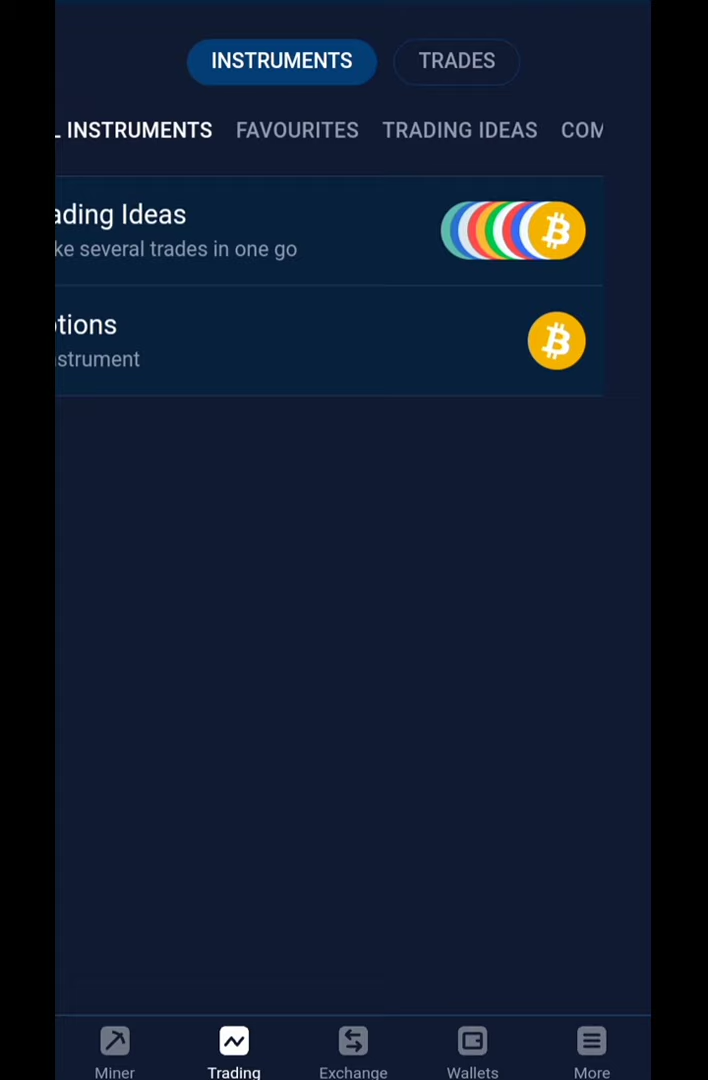 INSTRUMENTS TRADES
INSTRUMENTS FAVOURITES TRADING IDEAS COM
ading Ideas
ke several trades in one go
tions
strument
Miner Trading Exchange Wallets More